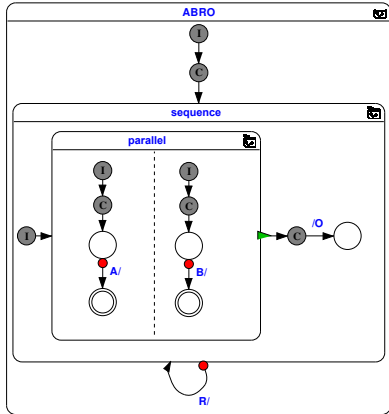 ABRO
I
C
sequence
parallel
I I
C C
I C /O
A/ B/
R/